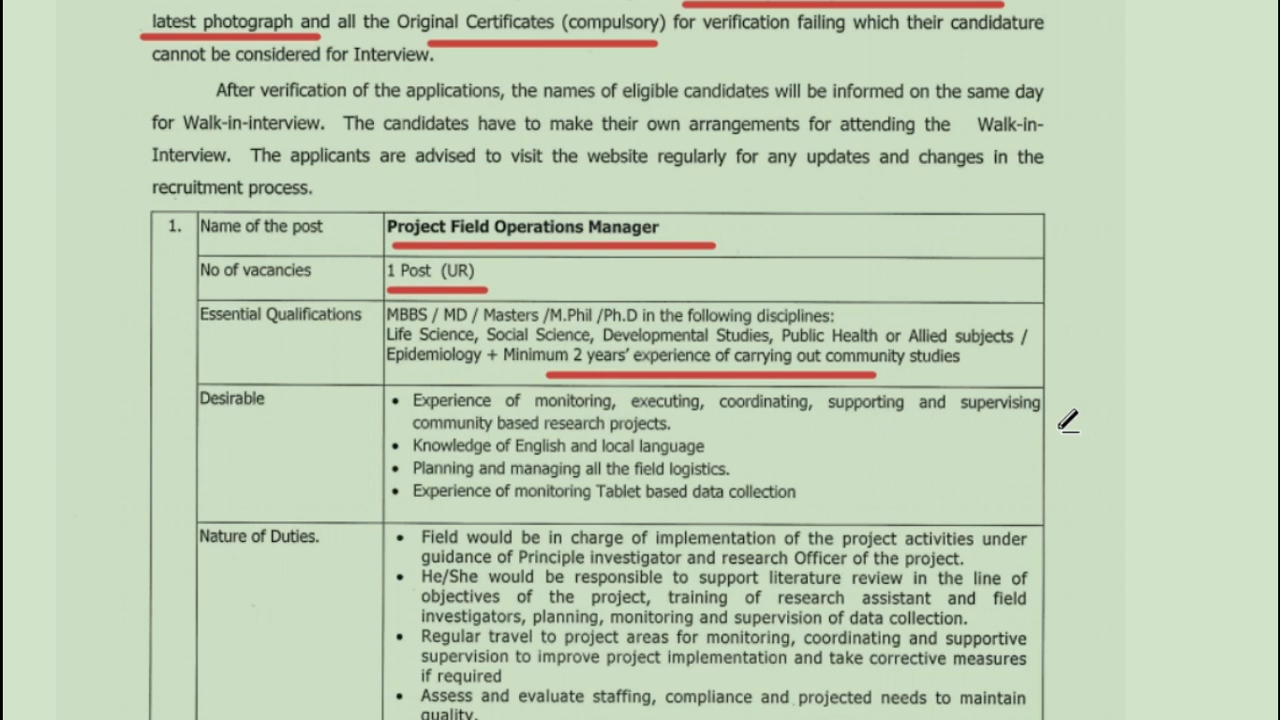 latest photograph and all the Original Certificates (compulsory) for verification failing which their candidature
cannot be considered for Interview.
After verification of the applications, the names of eligible candidates will be informed on the same day
for Walk-in-interview. The candidates have to make their own arrangements for attending the Walk-in-
Interview. The applicants are advised to visit the website regularly for any updates and changes in the
recruitment process.
1. Name of the post Project Field Operations Manager
No of vacancies 1 Post (UR)
Essential Qualifications MBBS / MD / Masters /M.Phil /Ph.D in the following disciplines:
Life Science, Social Science, Developmental Studies, Public Health or Allied subjects /
Epidemiology + Minimum 2 years' experience of carrying out community studies
Desirable • Experience of monitoring, executing, coordinating, supporting and supervising
community based research projects.
• Knowledge of English and local language
• Planning and managing all the field logistics.
• Experience of monitoring Tablet based data collection
Nature of Duties. • Field would be in charge of implementation of the project activities under
guidance of Principle investigator and research Officer of the project.
• He/She would be responsible to support literature review in the line of
objectives of the project, training of research assistant and field
investigators, planning, monitoring and supervision of data collection.
• Regular travel to project areas for monitoring, coordinating and supportive
supervision to improve project implementation and take corrective measures
if required
• Assess and evaluate staffing, compliance and projected needs to maintain
quality.